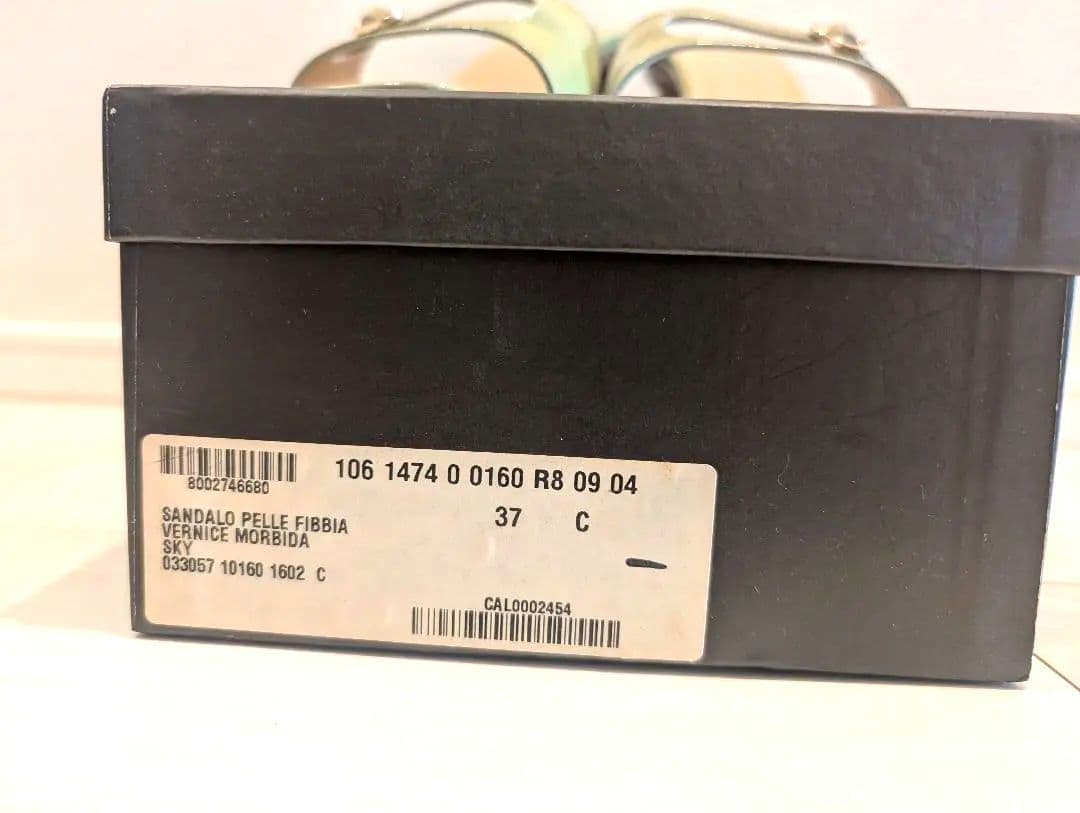 106 1474 0 0160 R8 09 04
8002746680
37 C
SANDALO PELLE FIBBIA
VERNICE MORBIDA
SKY
033057 10160 1602 C
CAL0002454